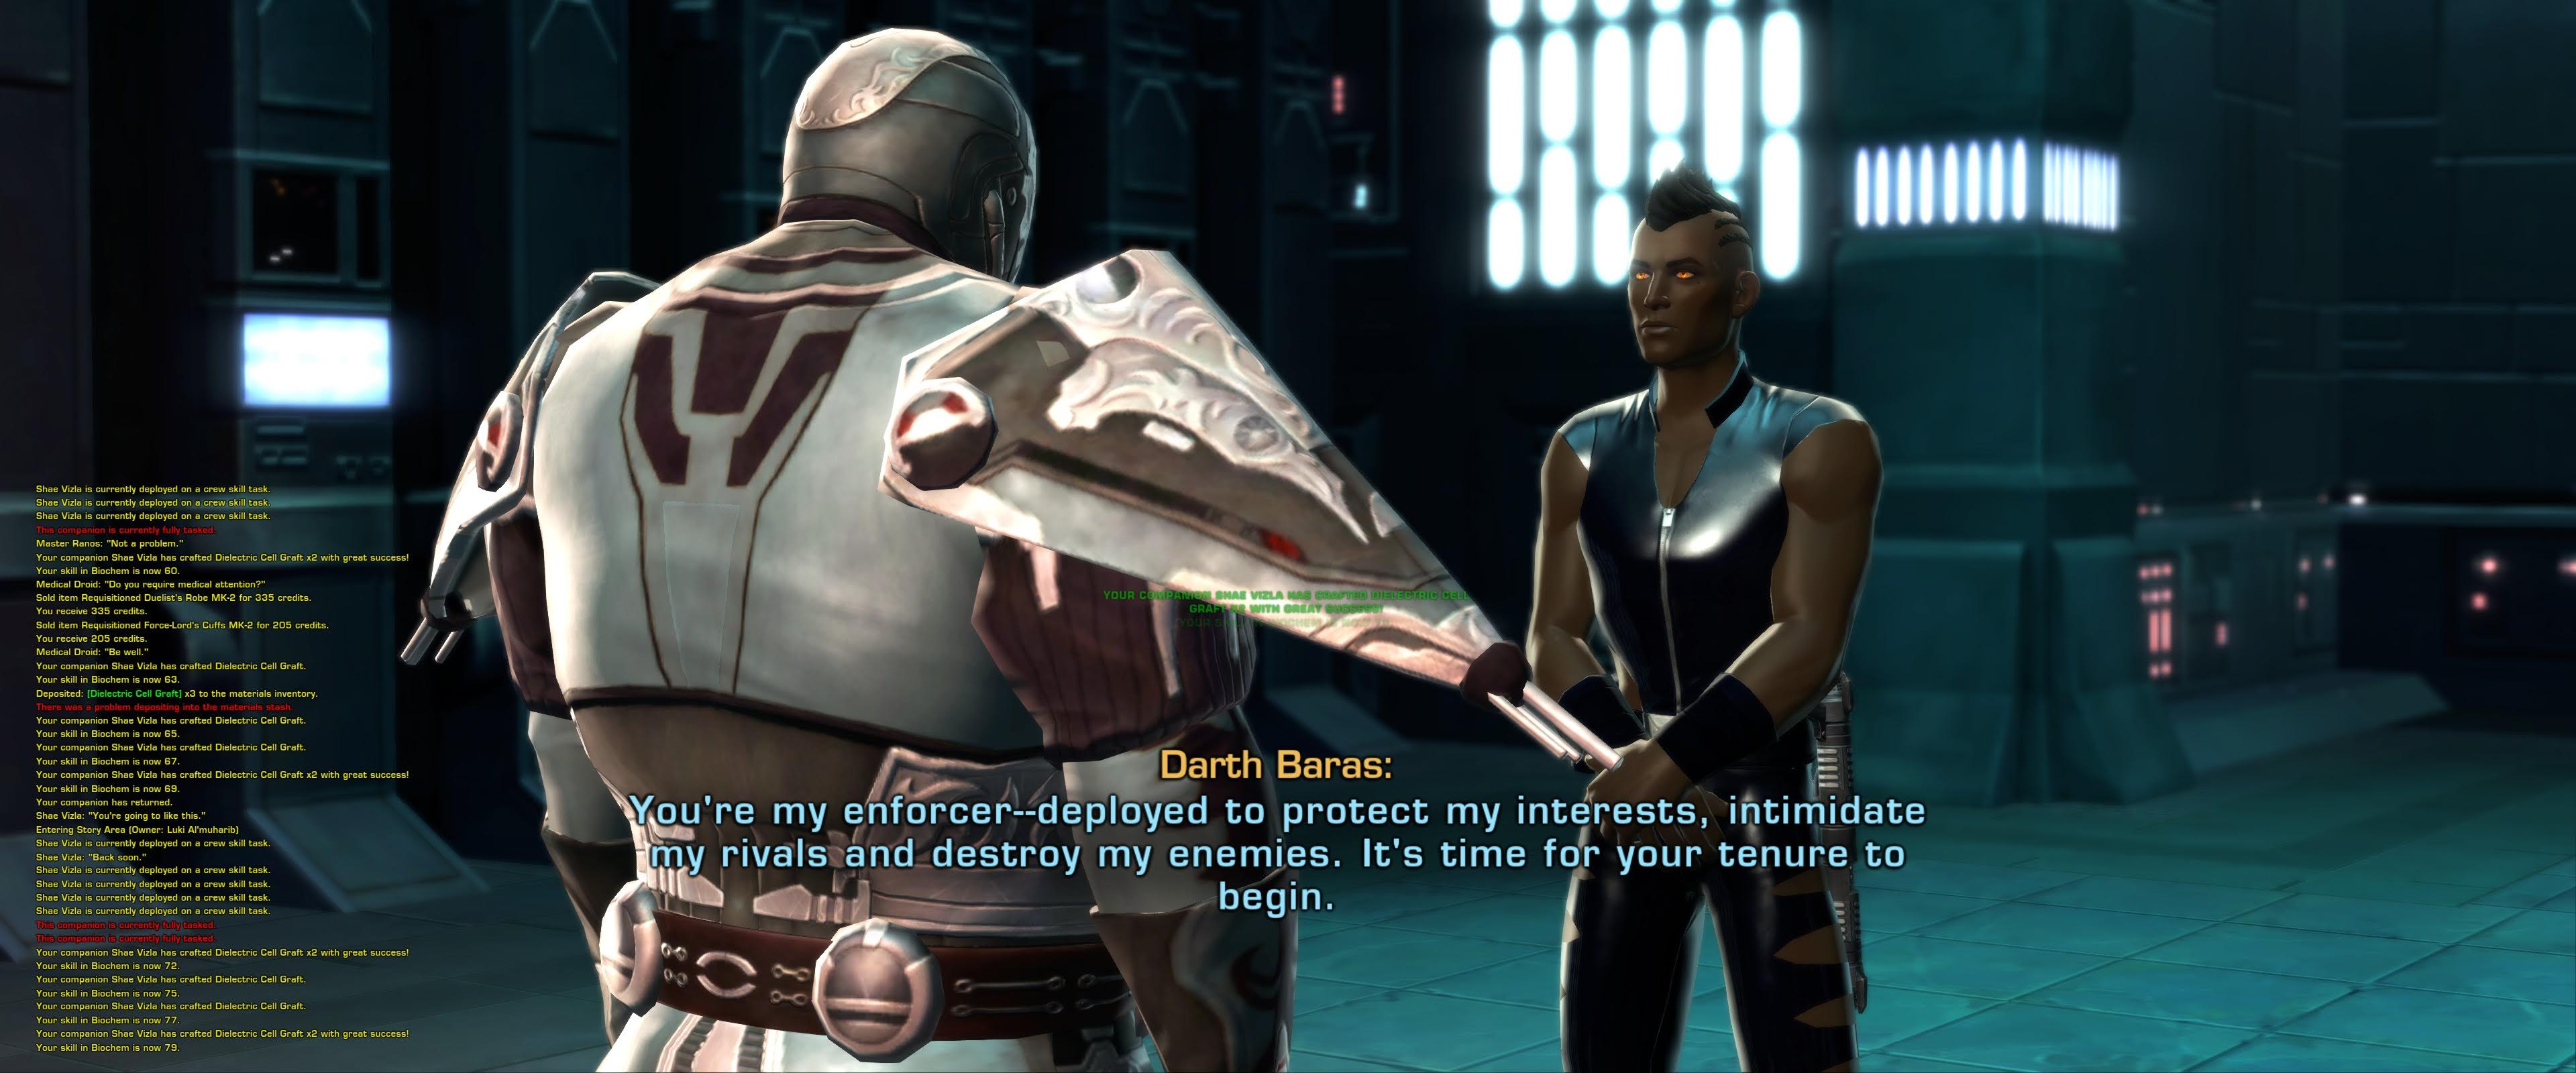 Shae Vizla is currently deployed on a crew skill task.
Shae Vizla is currently deployed on a crew skill task.
Shae Vizla is currently deployed on a crew skill task.
This companion is currently fully tasked.
Master Ranos: "Not a problem."
Your companion Shae Vizla has crafted Dielectric Cell Graft x2 with great success!
Your skill in Biochem is now 60.
Medical Droid: "Do you require medical attention?"
Sold item Requisitioned Duelist's Robe MK-2 for 335 credits.
You receive 335 credits.
Sold item Requisitioned Force-Lord's Cuffs MK-2 for 205 credits.
You receive 205 credits.
Medical Droid: "Be well."
Your companion Shae Vizla has crafted Dielectric Cell Graft.
Your skill in Biochem is now 63.
Deposited: [Dielectric Cell Graft] x3 to the materials inventory.
There was a problem depositing into the materials stash.
Your companion Shae Vizla has crafted Dielectric Cell Graft.
Your skill in Biochem is now 65.
Your companion Shae Vizla has crafted Dielectric Cell Graft.
Your skill in Biochem is now 67.
Your companion Shae Vizla has crafted Dielectric Cell Graft x2 with great success!
Your skill in Biochem is now 69.
Your companion has returned.
Shae Vizla: "You're going to like this."
Entering Story Area (Owner: Luki Al'muharib)
Shae Vizla is currently deployed on a crew skill task.
Shae Vizla: "Back soon."
Shae Vizla is currently deployed on a crew skill task.
Shae Vizla is currently deployed on a crew skill task.
Shae Vizla is currently deployed on a crew skill task.
Shae Vizla is currently deployed on a crew skill task.
This companion is currently fully tasked.
This companion is currently fully tasked.
Your companion Shae Vizla has crafted Dielectric Cell Graft x2 with great success!
Your skill in Biochem is now 72.
Your companion Shae Vizla has crafted Dielectric Cell Graft.
Your skill in Biochem is now 75.
Your companion Shae Vizla has crafted Dielectric Cell Graft.
Your skill in Biochem is now 77.
Your companion Shae Vizla has crafted Dielectric Cell Graft x2 with great success!
Your skill in Biochem is now 79.
YOUR COMPANION SHAE VIZLA HAS CRAFTED DIELECTRIC CELL
GRAFT X2 WITH GREAT SUCCESS!
Darth Baras:
You're my enforcer--deployed to protect my interests, intimidate
my rivals and destroy my enemies. It's time for your tenure to
begin.